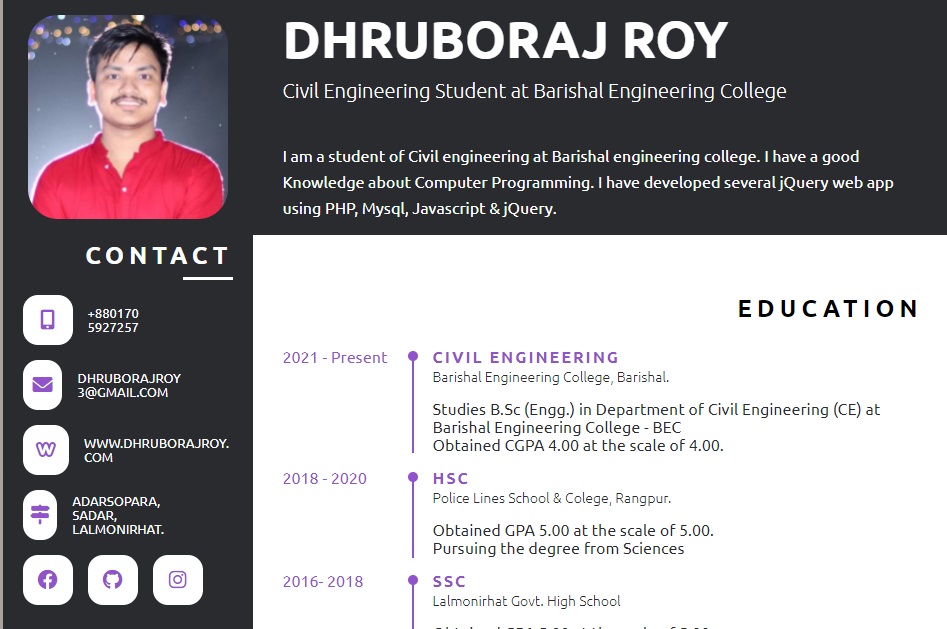 DHRUBORAJ ROY
Civil Engineering Student at Barishal Engineering College
I am a student of Civil engineering at Barishal engineering college. I have a good
Knowledge about Computer Programming. I have developed several jQuery web app
using PHP, Mysql, Javascript & jQuery.
CONTACT
+880170
5927257
DHRUBORAJROY
3@GMAIL.COM
WWW.DHRUBORAJROY.
COM
ADARSOPARA,
SADAR,
LALMONIRHAT.
EDUCATION
2021 - Present
CIVIL ENGINEERING
Barishal Engineering College, Barishal.
Studies B.Sc (Engg.) in Department of Civil Engineering (CE) at
Barishal Engineering College - BEC
Obtained CGPA 4.00 at the scale of 4.00.
2018 - 2020
HSC
Police Lines School & Colege, Rangpur.
Obtained GPA 5.00 at the scale of 5.00.
Pursuing the degree from Sciences
2016- 2018
SSC
Lalmonirhat Govt. High School